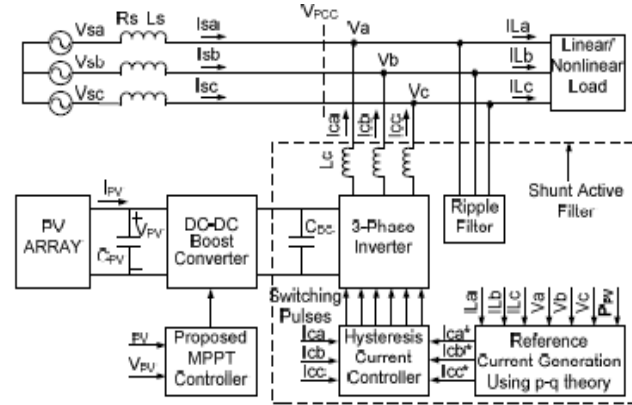 Vsa
Rs Ls
Isa
VPCC
Va
ILa
Vsb
Isb
Vb
ILb
Vsc
Isc
Vc
ILc
Linear/
Nonlinear
Load
Ica
Icb
Icc
Lc
Shunt Active
Filter
PV
ARRAY
IPV
VPV
CPV
DC-DC
Boost
Converter
CDC
3-Phase
Inverter
Ripple
Filter
Switching
Pulses
ILa
ILb
ILc
Va
Vb
Vc
PPV
PV
VPV
Proposed
MPPT
Controller
Ica
Icb
Icc
Hysteresis
Current
Controller
Ica*
Icb*
Icc*
Reference
Current Generation
Using p-q theory